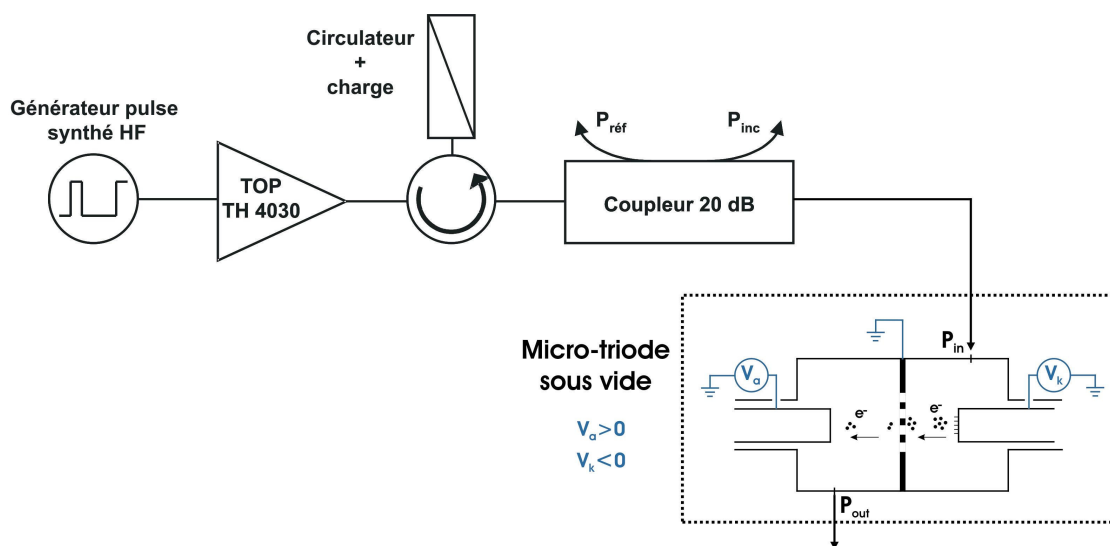 Circulateur
+
charge
Générateur pulse
synthé HF
TOP
TH 4030
Préf
Pinc
Coupleur 20 dB
Micro-triode
sous vide
Va>0
Vk<0
Pin
Va
Vk
e-
e-
Pout